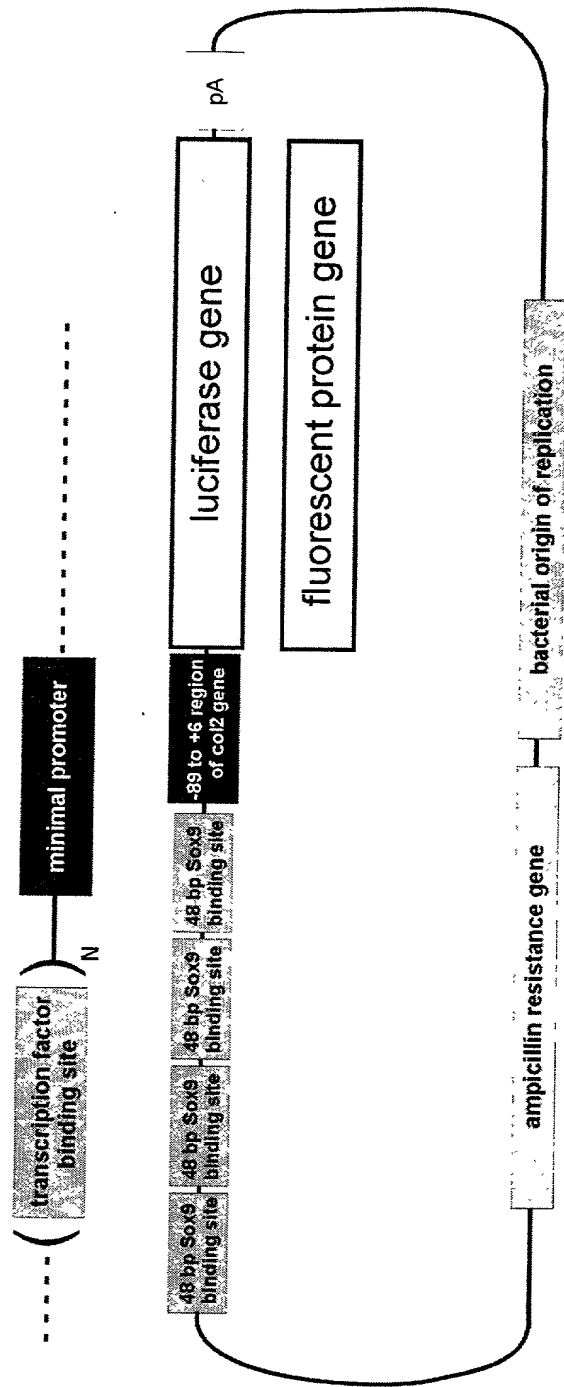 transcription factor
binding site
N
minimal promoter
48 bp Sox9
binding site
48 bp Sox9
binding site
48 bp Sox9
binding site
48 bp Sox9
binding site
-89 to +6 region
of col2 gene
luciferase gene
pA
fluorescent protein gene
ampicillin resistance gene
bacterial origin of replication